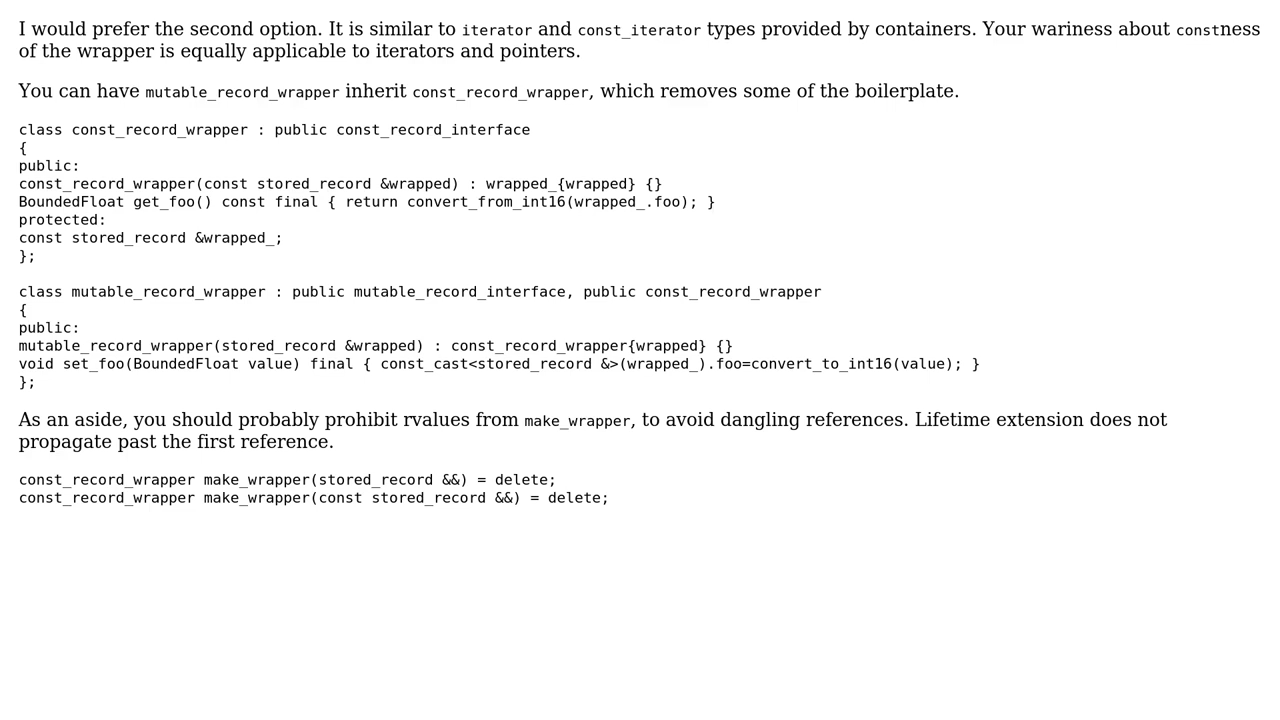 I would prefer the second option. It is similar to iterator and const_iterator types provided by containers. Your wariness about constness
of the wrapper is equally applicable to iterators and pointers.
You can have mutable_record_wrapper inherit const_record_wrapper, which removes some of the boilerplate.
class const_record_wrapper : public const_record_interface
{
public:
const_record_wrapper(const stored_record &wrapped) : wrapped_{wrapped} {}
BoundedFloat get_foo() const final { return convert_from_int16(wrapped_.foo); }
protected:
const stored_record &wrapped_;
};
class mutable_record_wrapper : public mutable_record_interface, public const_record_wrapper
{
public:
mutable_record_wrapper(stored_record &wrapped) : const_record_wrapper{wrapped} {}
void set_foo(BoundedFloat value) final { const_cast<stored_record &>(wrapped_).foo=convert_to_int16(value); }
};
As an aside, you should probably prohibit rvalues from make_wrapper, to avoid dangling references. Lifetime extension does not
propagate past the first reference.
const_record_wrapper make_wrapper(stored_record &&) = delete;
const_record_wrapper make_wrapper(const stored_record &&) = delete;